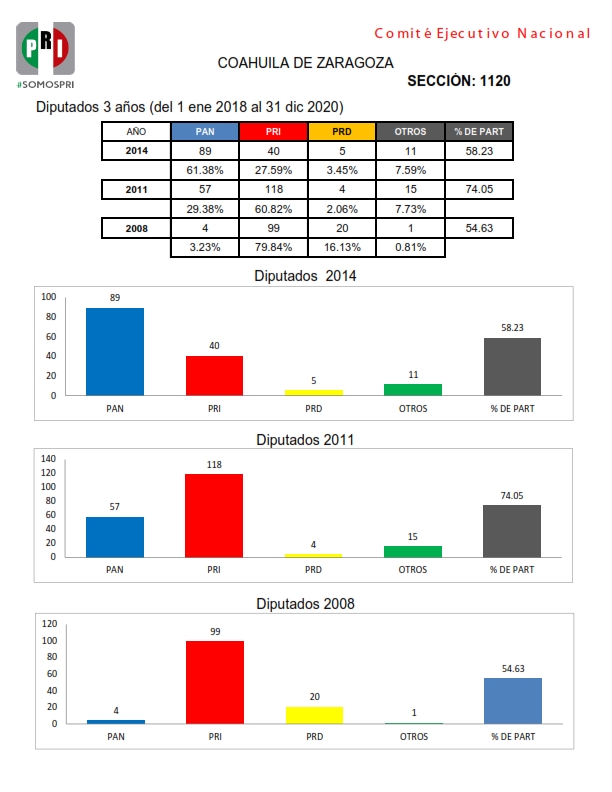 Comité Ejecutivo Nacional
PRI
#SOMOSPRI
COAHUILA DE ZARAGOZA
SECCIÓN: 1120
Diputados 3 años (del 1 ene 2018 al 31 dic 2020)
AÑO PAN PRI PRD OTROS % DE PART
2014 89 40 5 11 58.23
61.38% 27.59% 3.45% 7.59%
2011 57 118 4 15 74.05
29.38% 60.82% 2.06% 7.73%
2008 4 99 20 1 54.63
3.23% 79.84% 16.13% 0.81%
Diputados 2014
100
80
60
40
20
0
89 40 5 11 58.23
PAN PRI PRD OTROS % DE PART
Diputados 2011
140
120
100
80
60
40
20
0
57 118 4 15 74.05
PAN PRI PRD OTROS % DE PART
Diputados 2008
120
100
80
60
40
20
0
4 99 20 1 54.63
PAN PRI PRD OTROS % DE PART